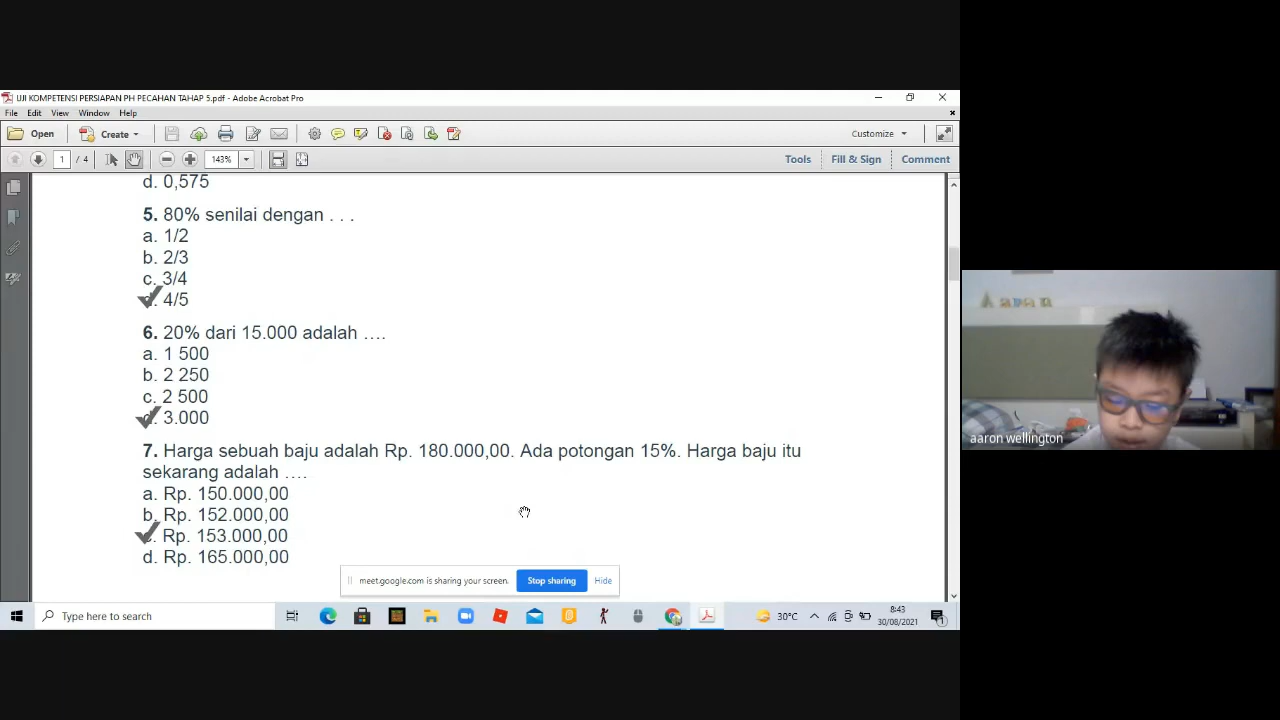 UJI KOMPETENSI PERSIAPAN PH PECAHAN TAHAP 5.pdf - Adobe Acrobat Pro
File Edit View Window Help
Open Create Customize
1 / 4 143% Tools Fill & Sign Comment
d. 0,575
5. 80% senilai dengan . . .
a. 1/2
b. 2/3
c. 3/4
4/5
6. 20% dari 15.000 adalah ….
a. 1 500
b. 2 250
c. 2 500
3.000
7. Harga sebuah baju adalah Rp. 180.000,00. Ada potongan 15%. Harga baju itu
sekarang adalah ….
a. Rp. 150.000,00
b. Rp. 152.000,00
Rp. 153.000,00
d. Rp. 165.000,00
meet.google.com is sharing your screen. Stop sharing Hide
Type here to search
30°C
8:43
30/08/2021
Aaran
aaron wellington